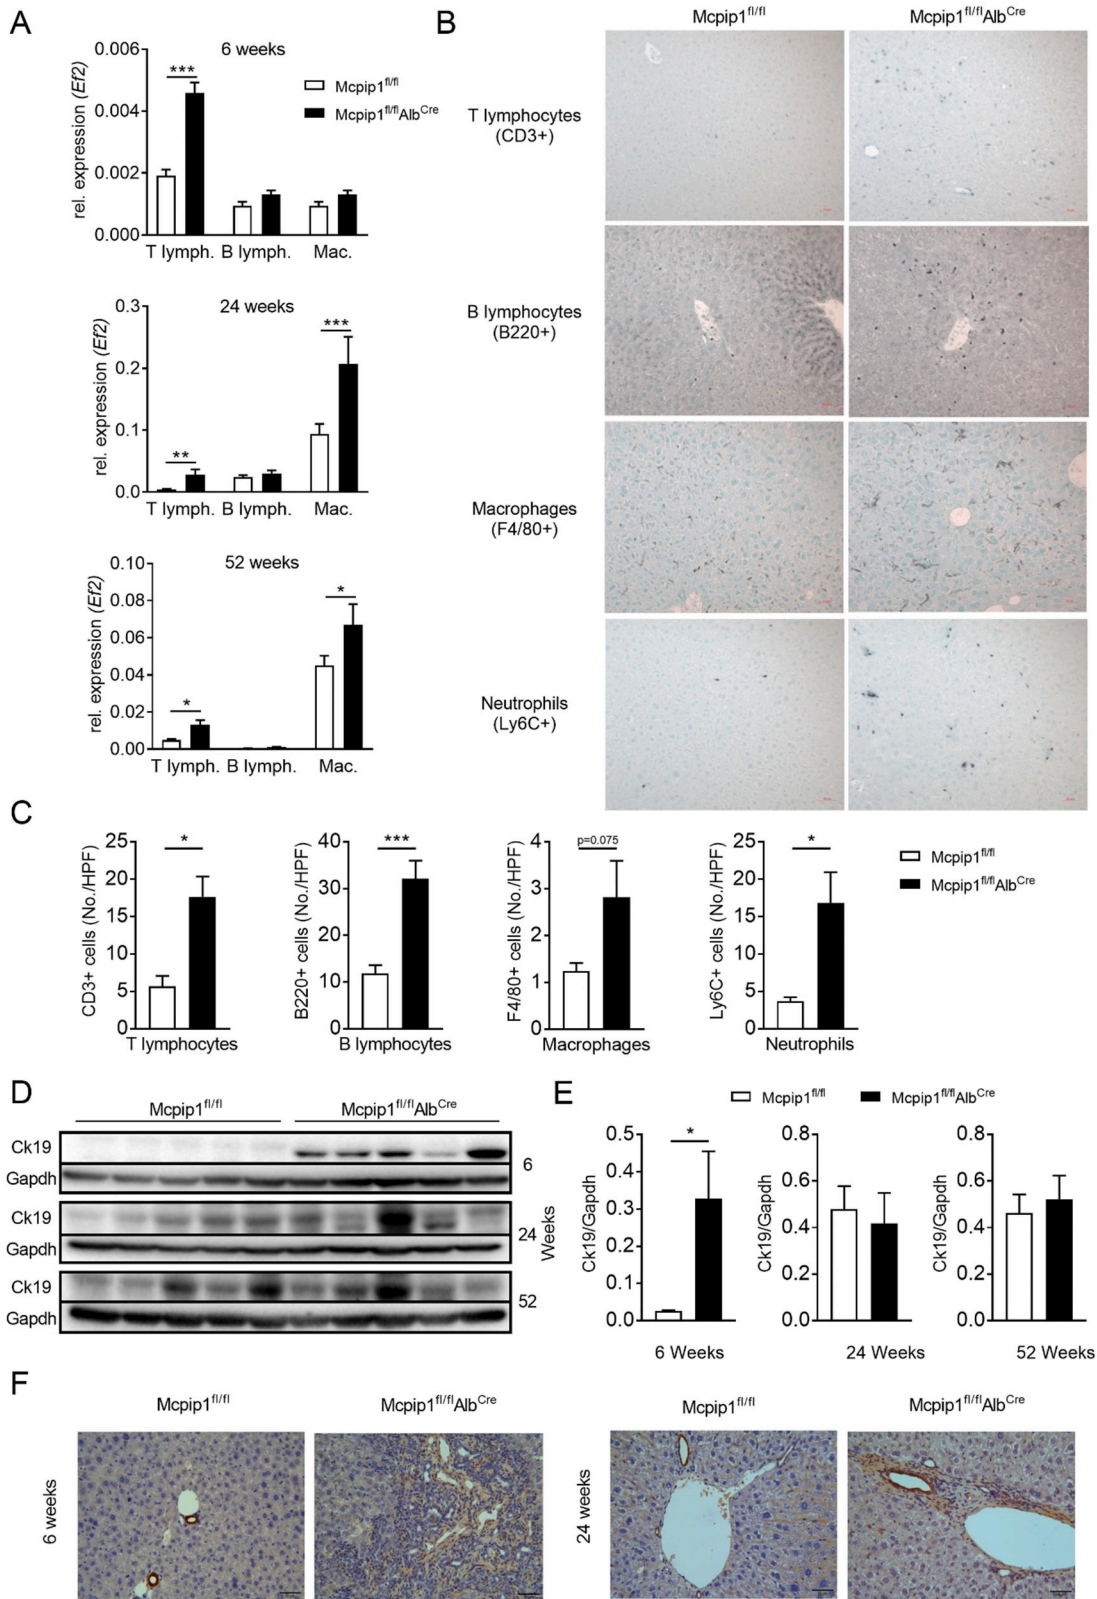 A
6 weeks
rel. expression (Ef2)
0.006
0.004
0.002
0.000
***
Mcpip1fl/fl
Mcpip1fl/flAlbCre
T lymph. B lymph. Mac.
24 weeks
rel. expression (Ef2)
0.3
0.2
0.1
0.0
**
***
T lymph. B lymph. Mac.
52 weeks
rel. expression (Ef2)
0.10
0.08
0.06
0.04
0.02
0.00
*
*
T lymph. B lymph. Mac.
B
Mcpip1fl/fl
Mcpip1fl/flAlbCre
T lymphocytes
(CD3+)
B lymphocytes
(B220+)
Macrophages
(F4/80+)
Neutrophils
(Ly6C+)
C
CD3+ cells (No./HPF)
25
20
15
10
5
0
*
T lymphocytes
B220+ cells (No./HPF)
40
30
20
10
0
***
B lymphocytes
F4/80+ cells (No./HPF)
4
3
2
1
0
p=0.075
Macrophages
Ly6C+ cells (No./HPF)
25
20
15
10
5
0
*
Neutrophils
Mcpip1fl/fl
Mcpip1fl/flAlbCre
D
Mcpip1fl/fl
Mcpip1fl/flAlbCre
Ck19
Gapdh
6
Ck19
Gapdh
24
Ck19
Gapdh
52
Weeks
E
Mcpip1fl/fl
Mcpip1fl/flAlbCre
Ck19/Gapdh
0.5
0.4
0.3
0.2
0.1
0.0
*
6 Weeks
Ck19/Gapdh
0.8
0.6
0.4
0.2
0.0
24 Weeks
Ck19/Gapdh
0.8
0.6
0.4
0.2
0.0
52 Weeks
F
Mcpip1fl/fl
Mcpip1fl/flAlbCre
6 weeks
Mcpip1fl/fl
Mcpip1fl/flAlbCre
24 weeks